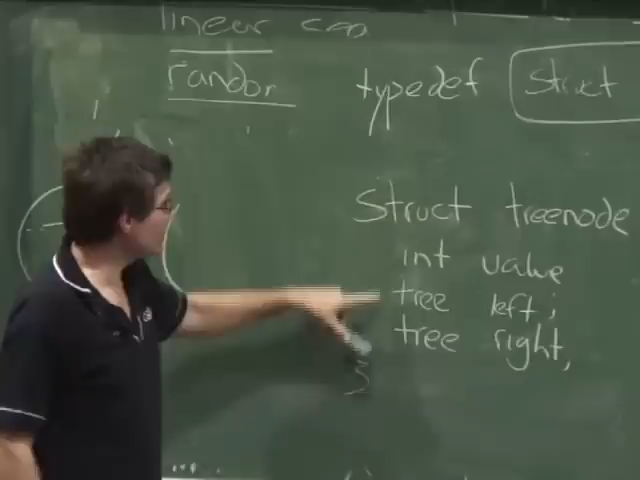 linear
random
typedef struct
struct treenode
int value
tree left;
tree right;
}